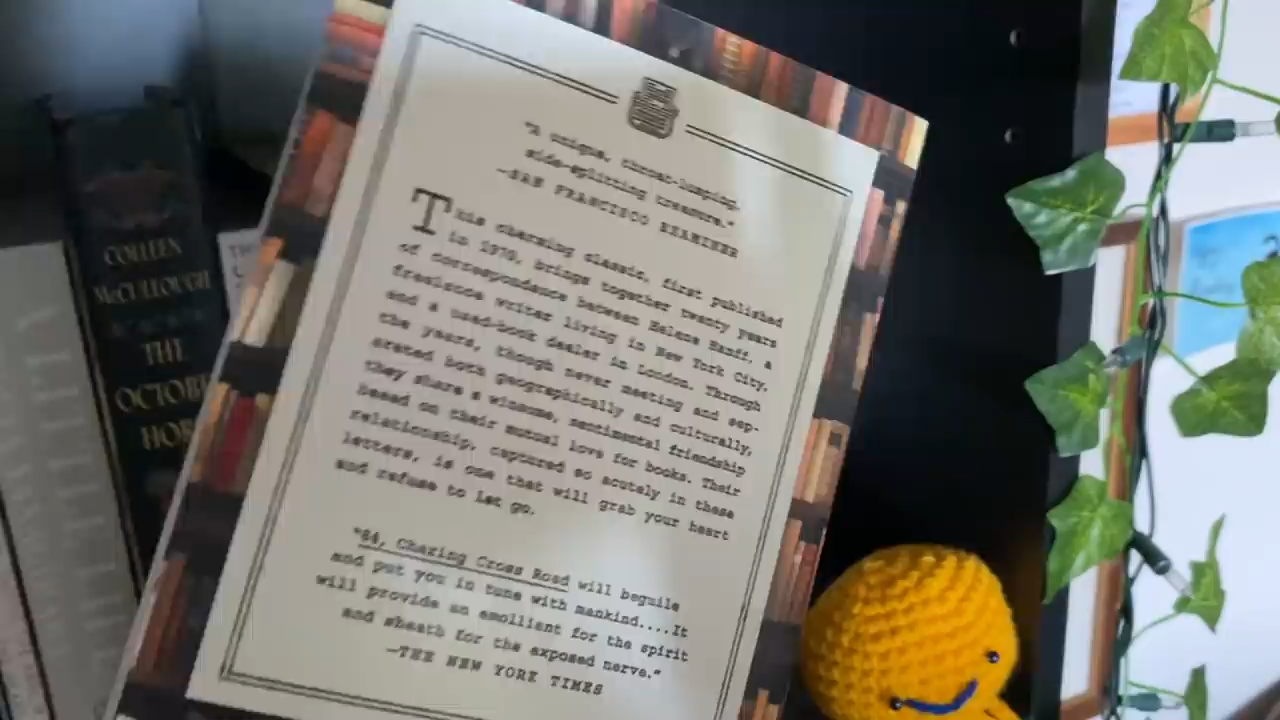 "A unique, throat-lumping,
side-splitting treasure."
—SAN FRANCISCO EXAMINER
This charming classic, first published
in 1970, brings together twenty years
of correspondence between Helene Hanff, a
freelance writer living in New York City,
and a used-book dealer in London. Through
the years, though never meeting and sep-
arated both geographically and culturally,
they share a winsome, sentimental friendship
based on their mutual love for books. Their
relationship, captured so acutely in these
letters, is one that will grab your heart
and refuse to let go.
"84, Charing Cross Road will beguile
and put you in tune with mankind....It
will provide an emollient for the spirit
and sheath for the exposed nerve."
—THE NEW YORK TIMES
COLLEEN
McCULLOUGH
THE